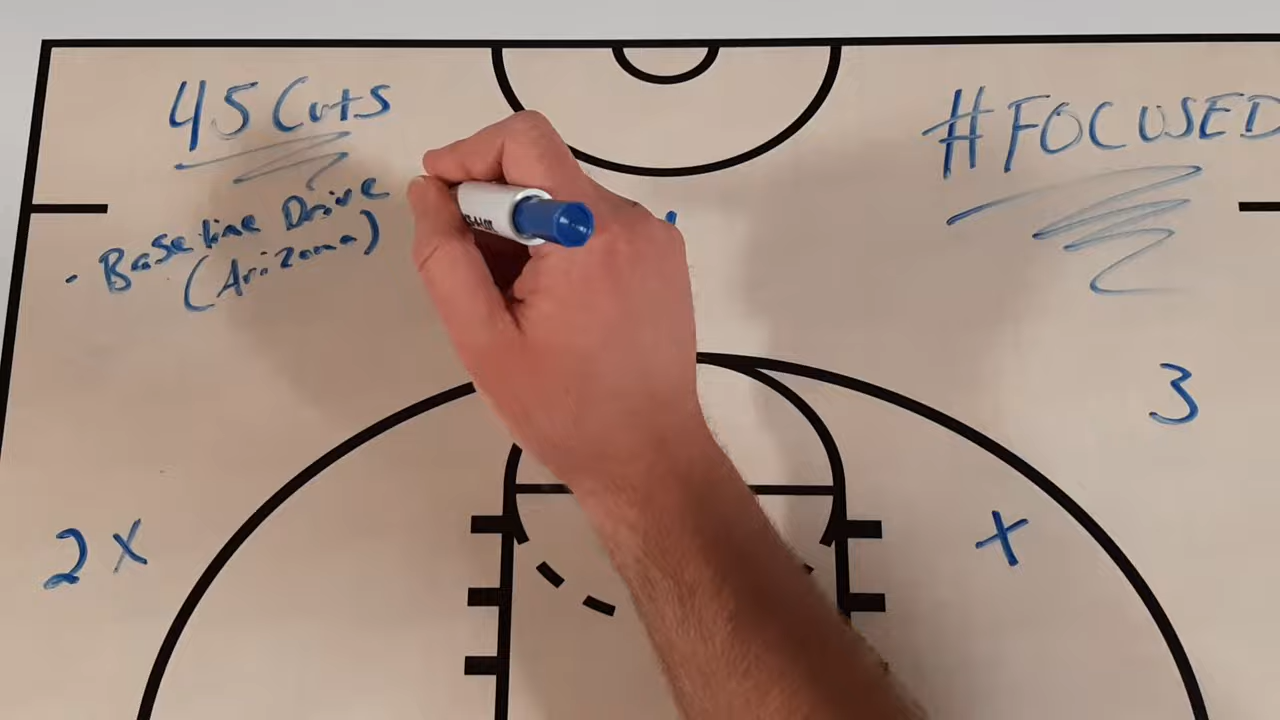 45 Cuts
#FOCUSED
• Baseline Drive
(Arizona)
3
2 X
X